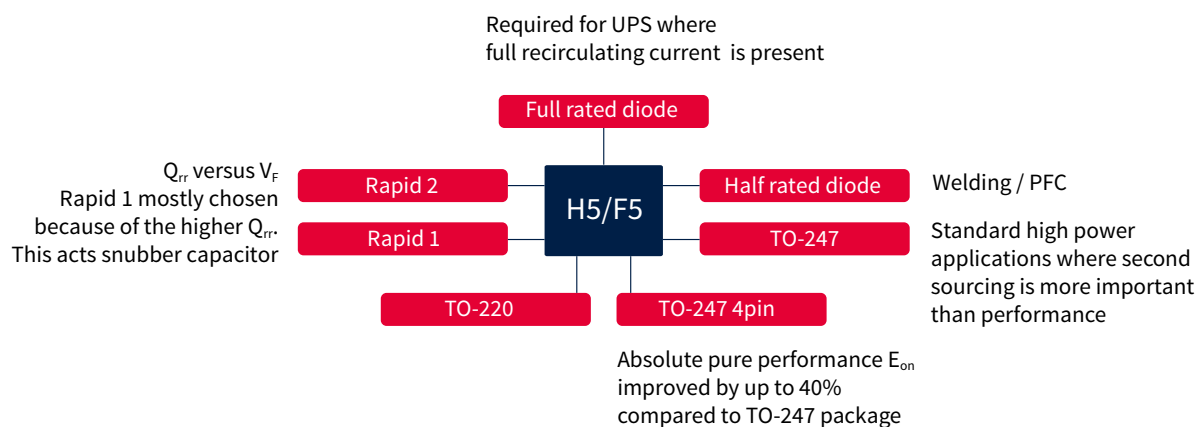 Required for UPS where
full recirculating current is present
Full rated diode
Qrr versus VF
Rapid 1 mostly chosen
because of the higher Qrr.
This acts snubber capacitor
Rapid 2
Rapid 1
H5/F5
Half rated diode
TO-247
Welding / PFC
Standard high power
applications where second
sourcing is more important
than performance
TO-220
TO-247 4pin
Absolute pure performance Eon
improved by up to 40%
compared to TO-247 package